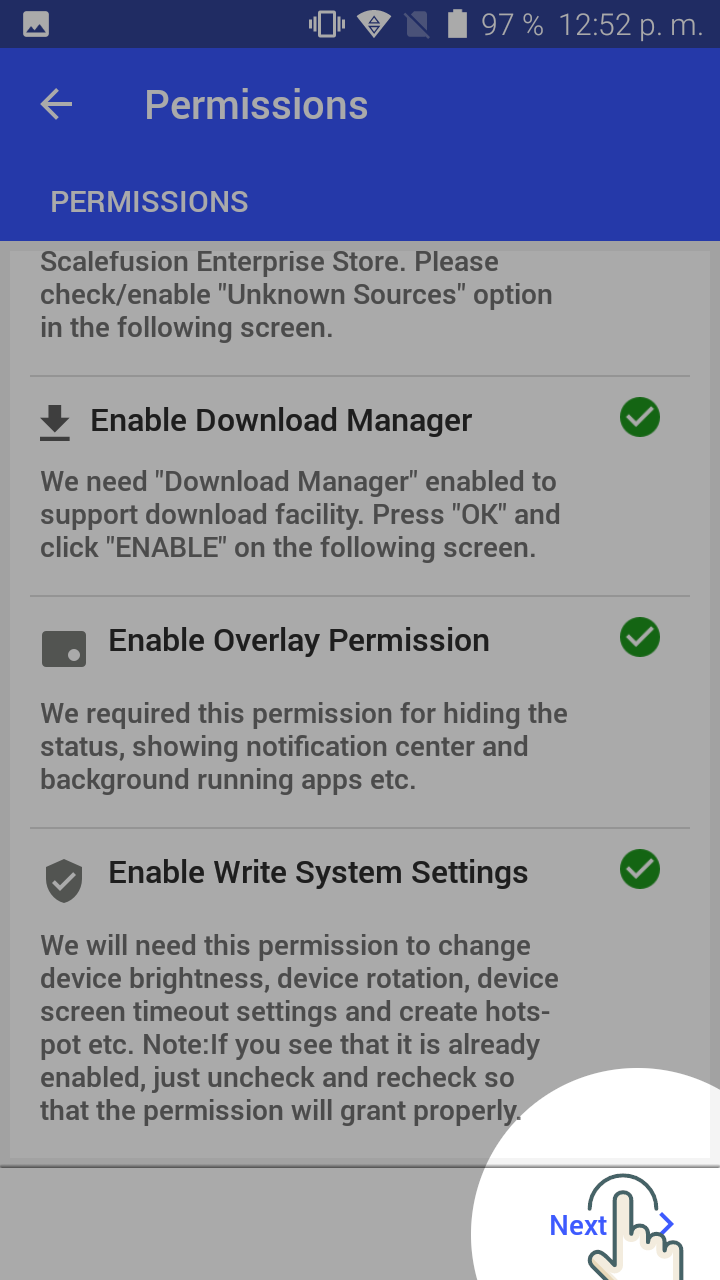 97 % 12:52 p. m.
Permissions
PERMISSIONS
Scalefusion Enterprise Store. Please
check/enable "Unknown Sources" option
in the following screen.
Enable Download Manager
We need "Download Manager" enabled to
support download facility. Press "OK" and
click "ENABLE" on the following screen.
Enable Overlay Permission
We required this permission for hiding the
status, showing notification center and
background running apps etc.
Enable Write System Settings
We will need this permission to change
device brightness, device rotation, device
screen timeout settings and create hots-
pot etc. Note:If you see that it is already
enabled, just uncheck and recheck so
that the permission will grant properly.
Next